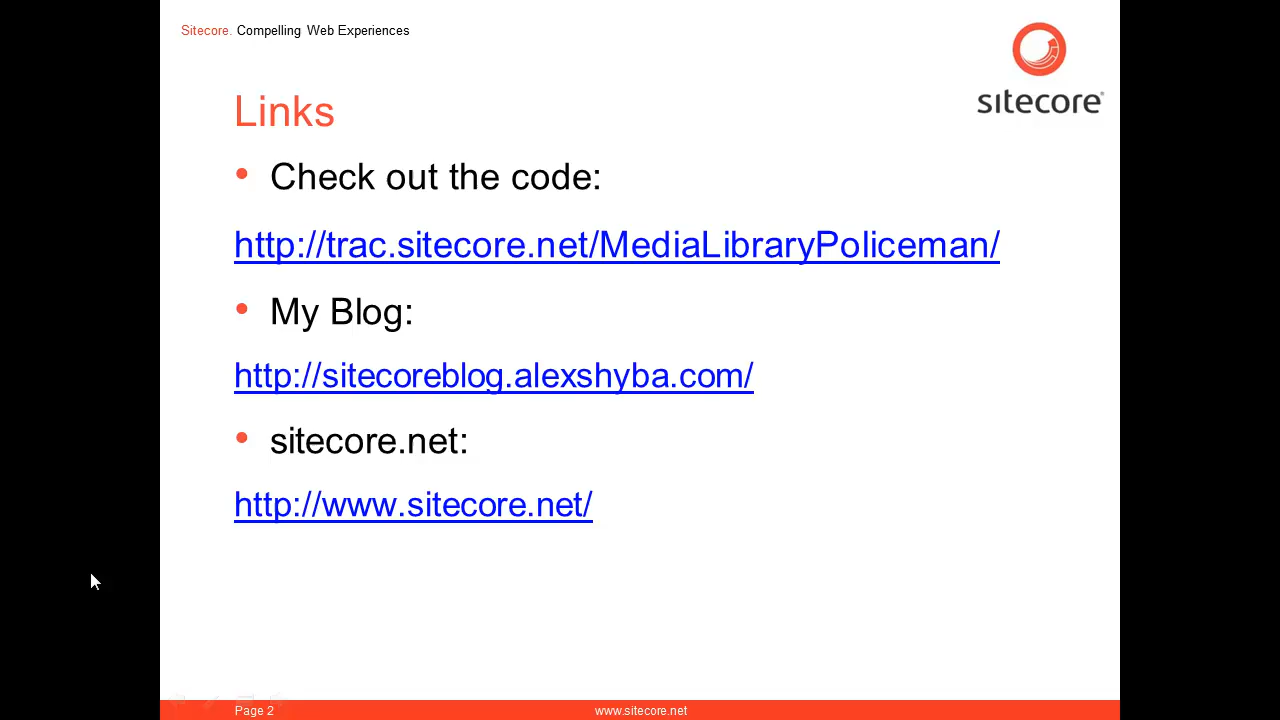 Sitecore. Compelling Web Experiences
sitecore
Links
• Check out the code:
http://trac.sitecore.net/MediaLibraryPoliceman/
• My Blog:
http://sitecoreblog.alexshyba.com/
• sitecore.net:
http://www.sitecore.net/
Page 2
www.sitecore.net